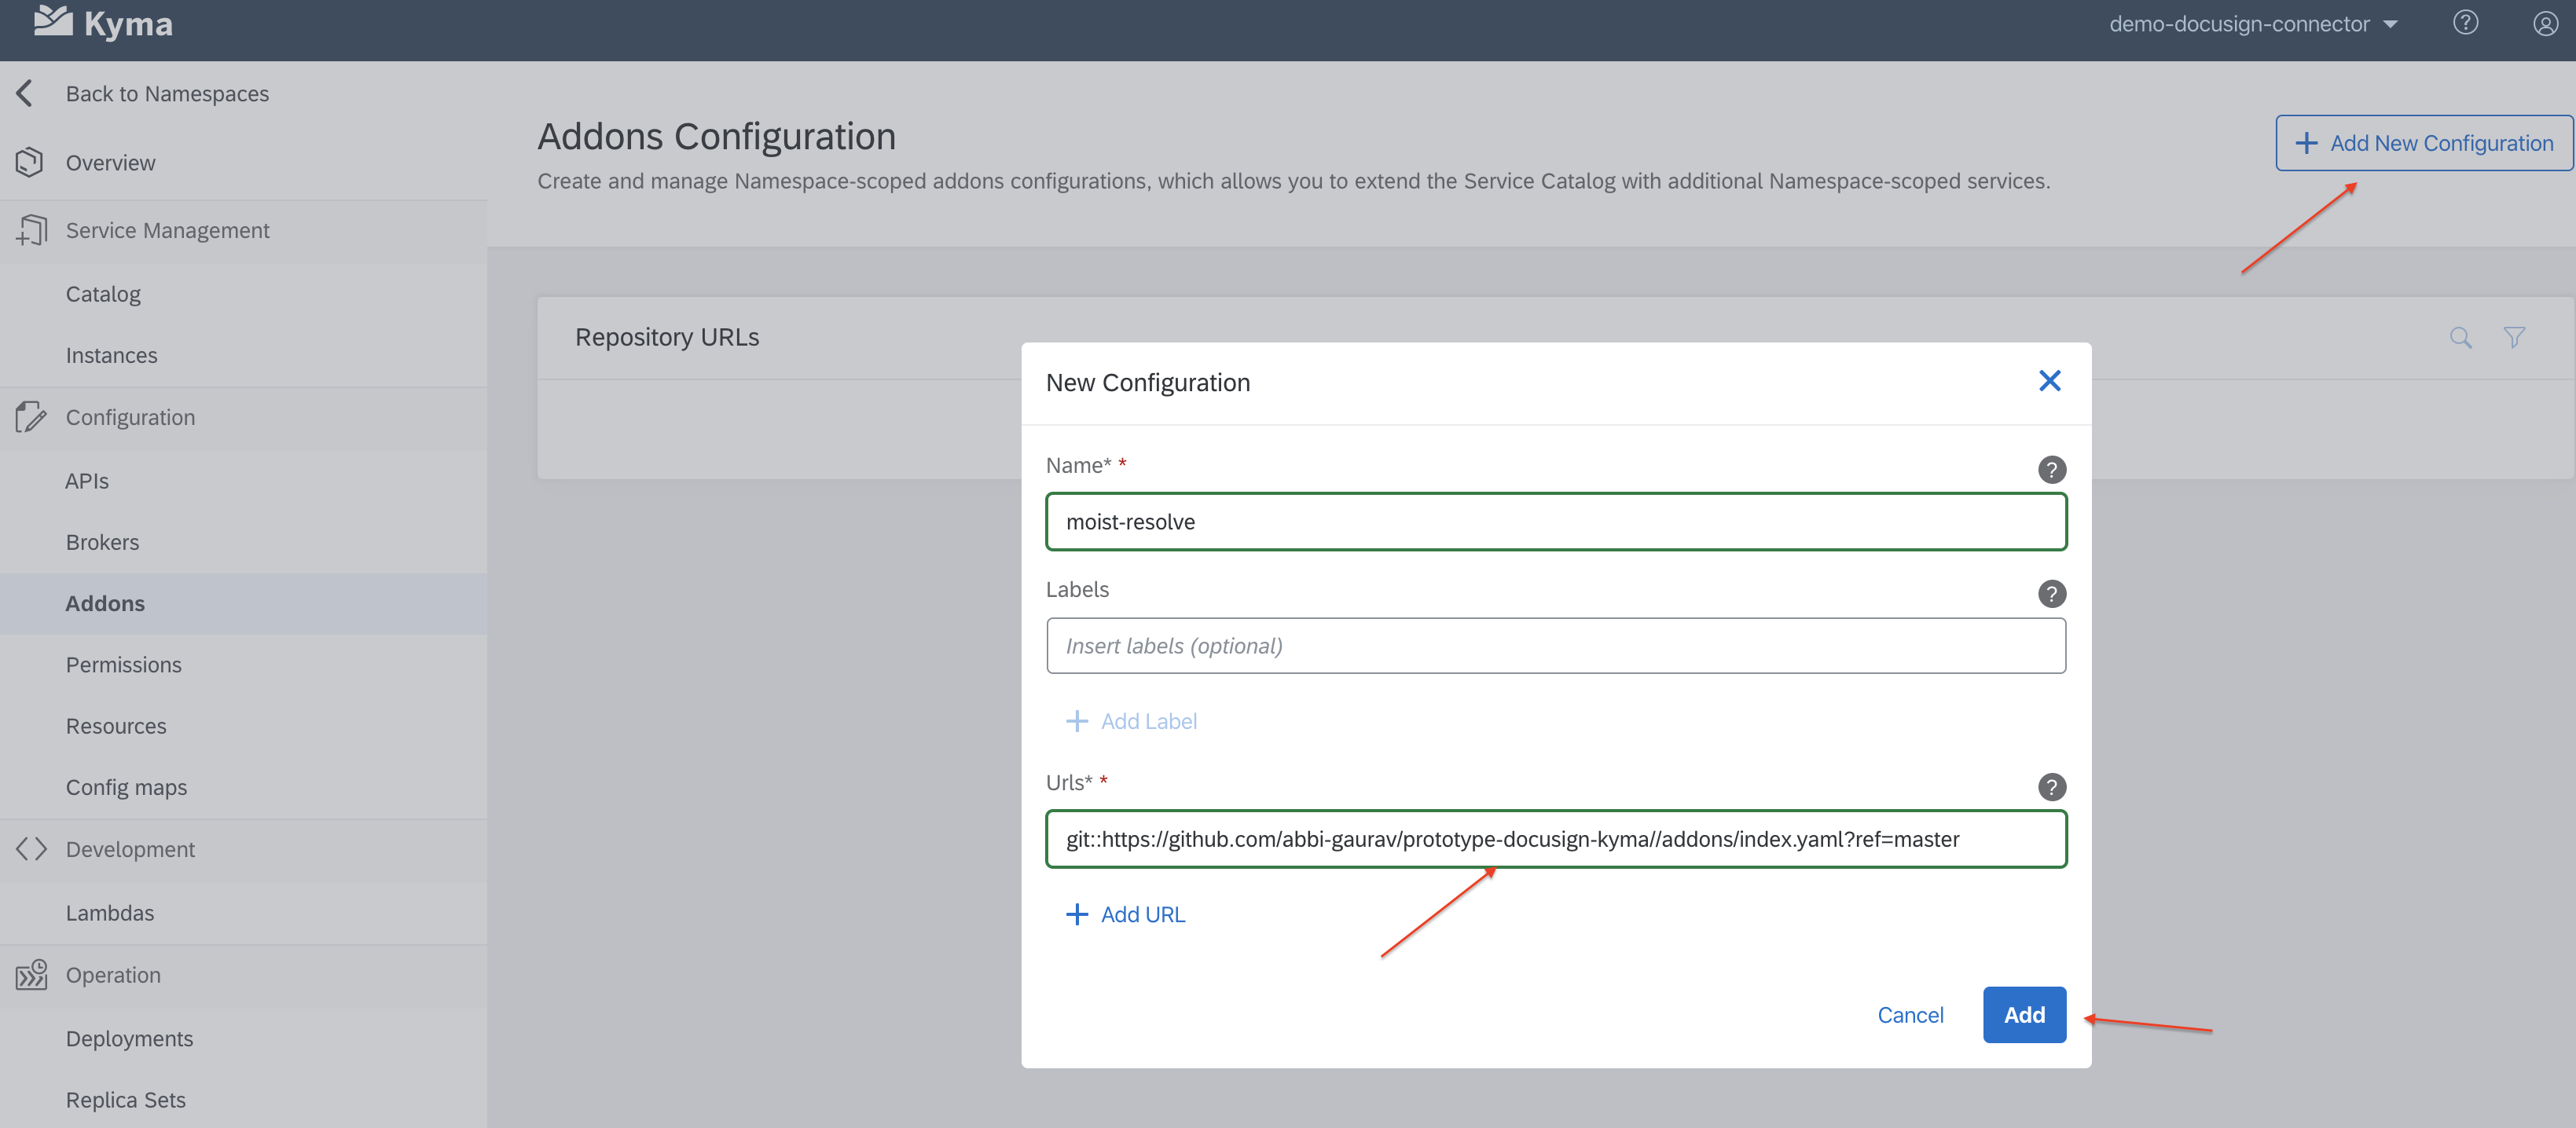 Kyma
demo-docusign-connector
Back to Namespaces
Overview
Service Management
Catalog
Instances
Configuration
APIs
Brokers
Addons
Permissions
Resources
Config maps
Development
Lambdas
Operation
Deployments
Replica Sets
Addons Configuration
Create and manage Namespace-scoped addons configurations, which allows you to extend the Service Catalog with additional Namespace-scoped services.
+ Add New Configuration
Repository URLs
New Configuration
Name* *
moist-resolve
Labels
Insert labels (optional)
+ Add Label
Urls* *
git::https://github.com/abbi-gaurav/prototype-docusign-kyma//addons/index.yaml?ref=master
+ Add URL
Cancel
Add